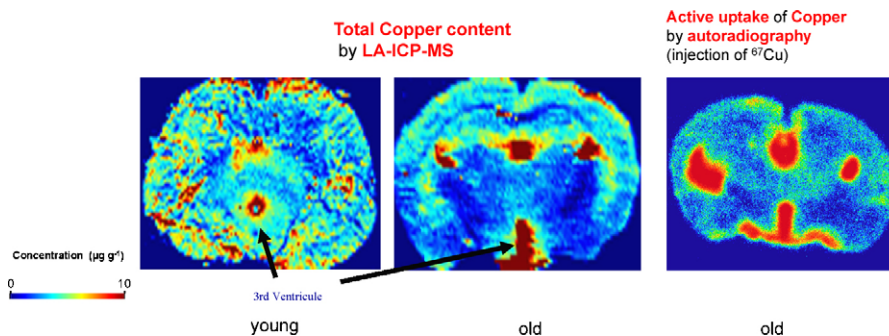 Total Copper content
by LA-ICP-MS
Active uptake of Copper
by autoradiography
(injection of ⁶⁷Cu)
Concentration (µg g⁻¹)
0 10
3rd Ventricule
young
old
old